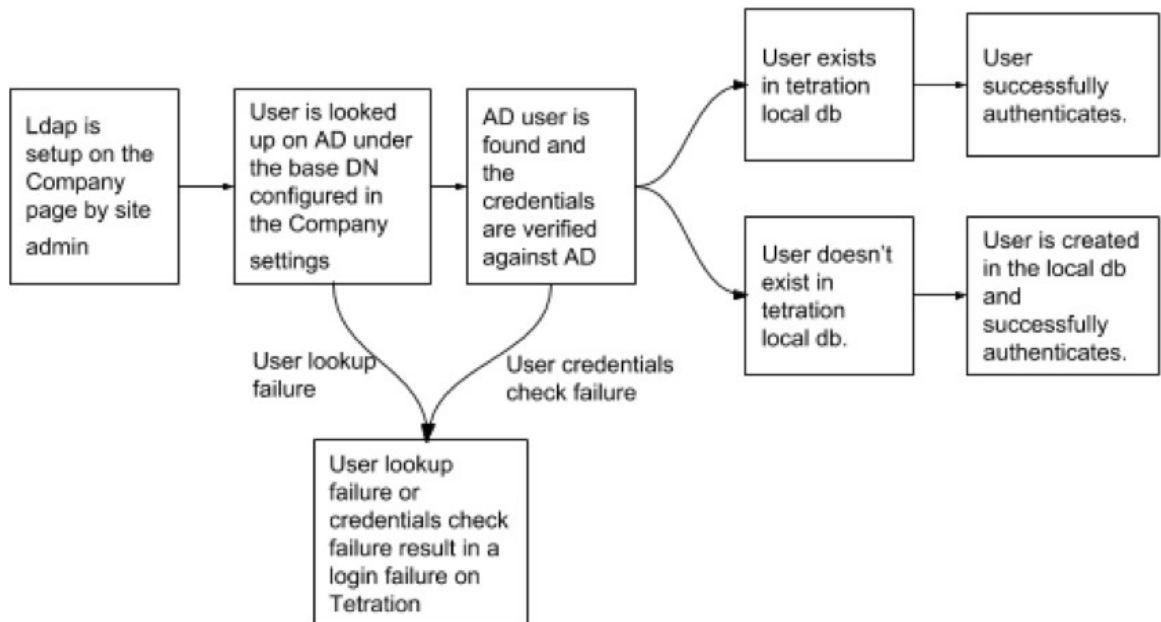 Ldap is
setup on the
Company
page by site
admin
User is looked
up on AD under
the base DN
configured in
the Company
settings
AD user is
found and
the
credentials
are verified
against AD
User exists
in tetration
local db
User
successfully
authenticates.
User doesn't
exist in
tetration
local db.
User is created
in the local db
and
successfully
authenticates.
User lookup
failure
User credentials
check failure
User lookup
failure or
credentials check
failure result in a
login failure on
Tetration